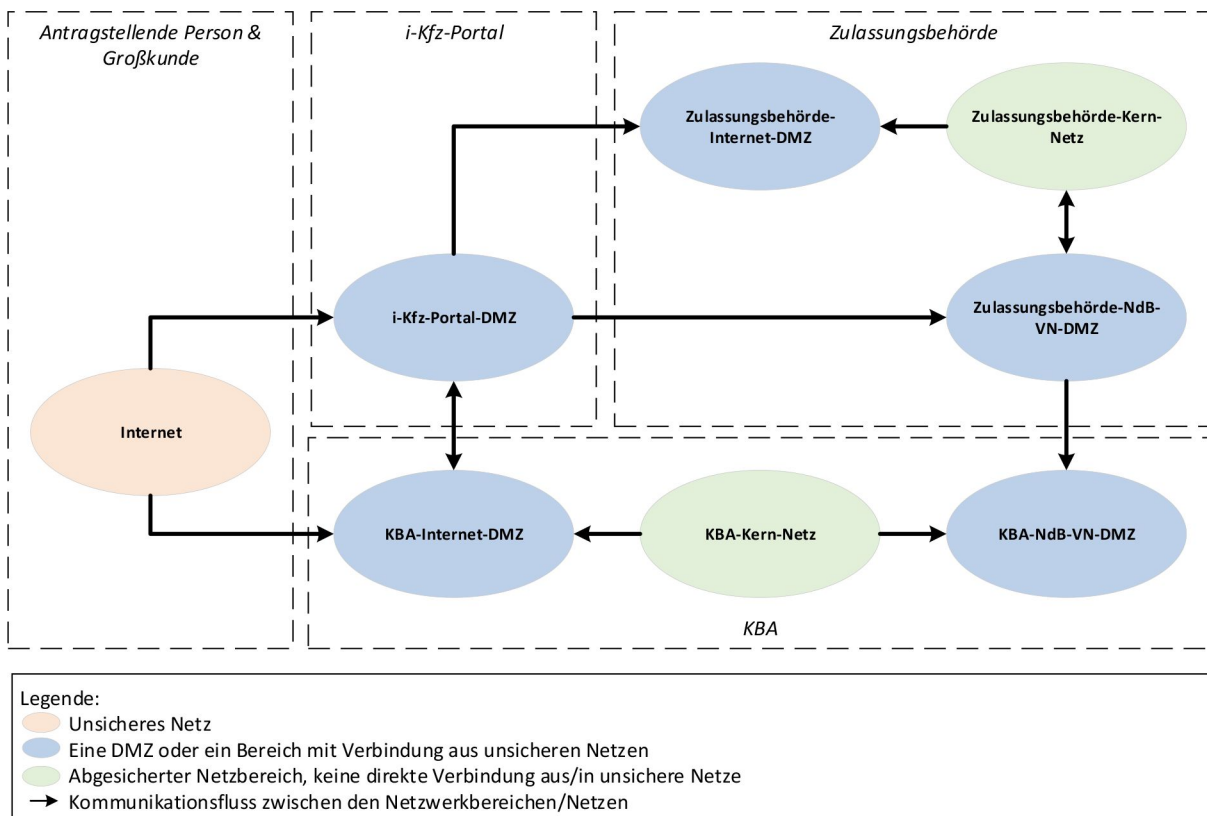 Antragstellende Person &
Großkunde
i-Kfz-Portal
Zulassungsbehörde
Zulassungsbehörde-
Internet-DMZ
Zulassungsbehörde-Kern-
Netz
i-Kfz-Portal-DMZ
Zulassungsbehörde-NdB-
VN-DMZ
Internet
KBA-Internet-DMZ
KBA-Kern-Netz
KBA-NdB-VN-DMZ
KBA
Legende:
Unsicheres Netz
Eine DMZ oder ein Bereich mit Verbindung aus unsicheren Netzen
Abgesicherter Netzbereich, keine direkte Verbindung aus/in unsichere Netze
Kommunikationsfluss zwischen den Netzwerkbereichen/Netzen